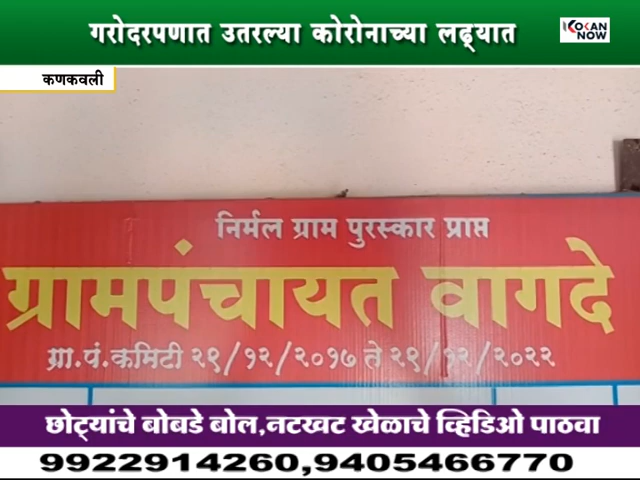 गरोदरपणात उतरल्या कोरोनाच्या लढ्यात
KOKAN
NOW
कणकवली
निर्मल ग्राम पुरस्कार प्राप्त
ग्रामपंचायत वागदे
ग्रा.पं.कमिटी २९/१२/२०१७ ते २९/१२/२०२२
छोट्यांचे बोबडे बोल,नटखट खेळाचे व्हिडिओ पाठवा
9922914260,9405466770